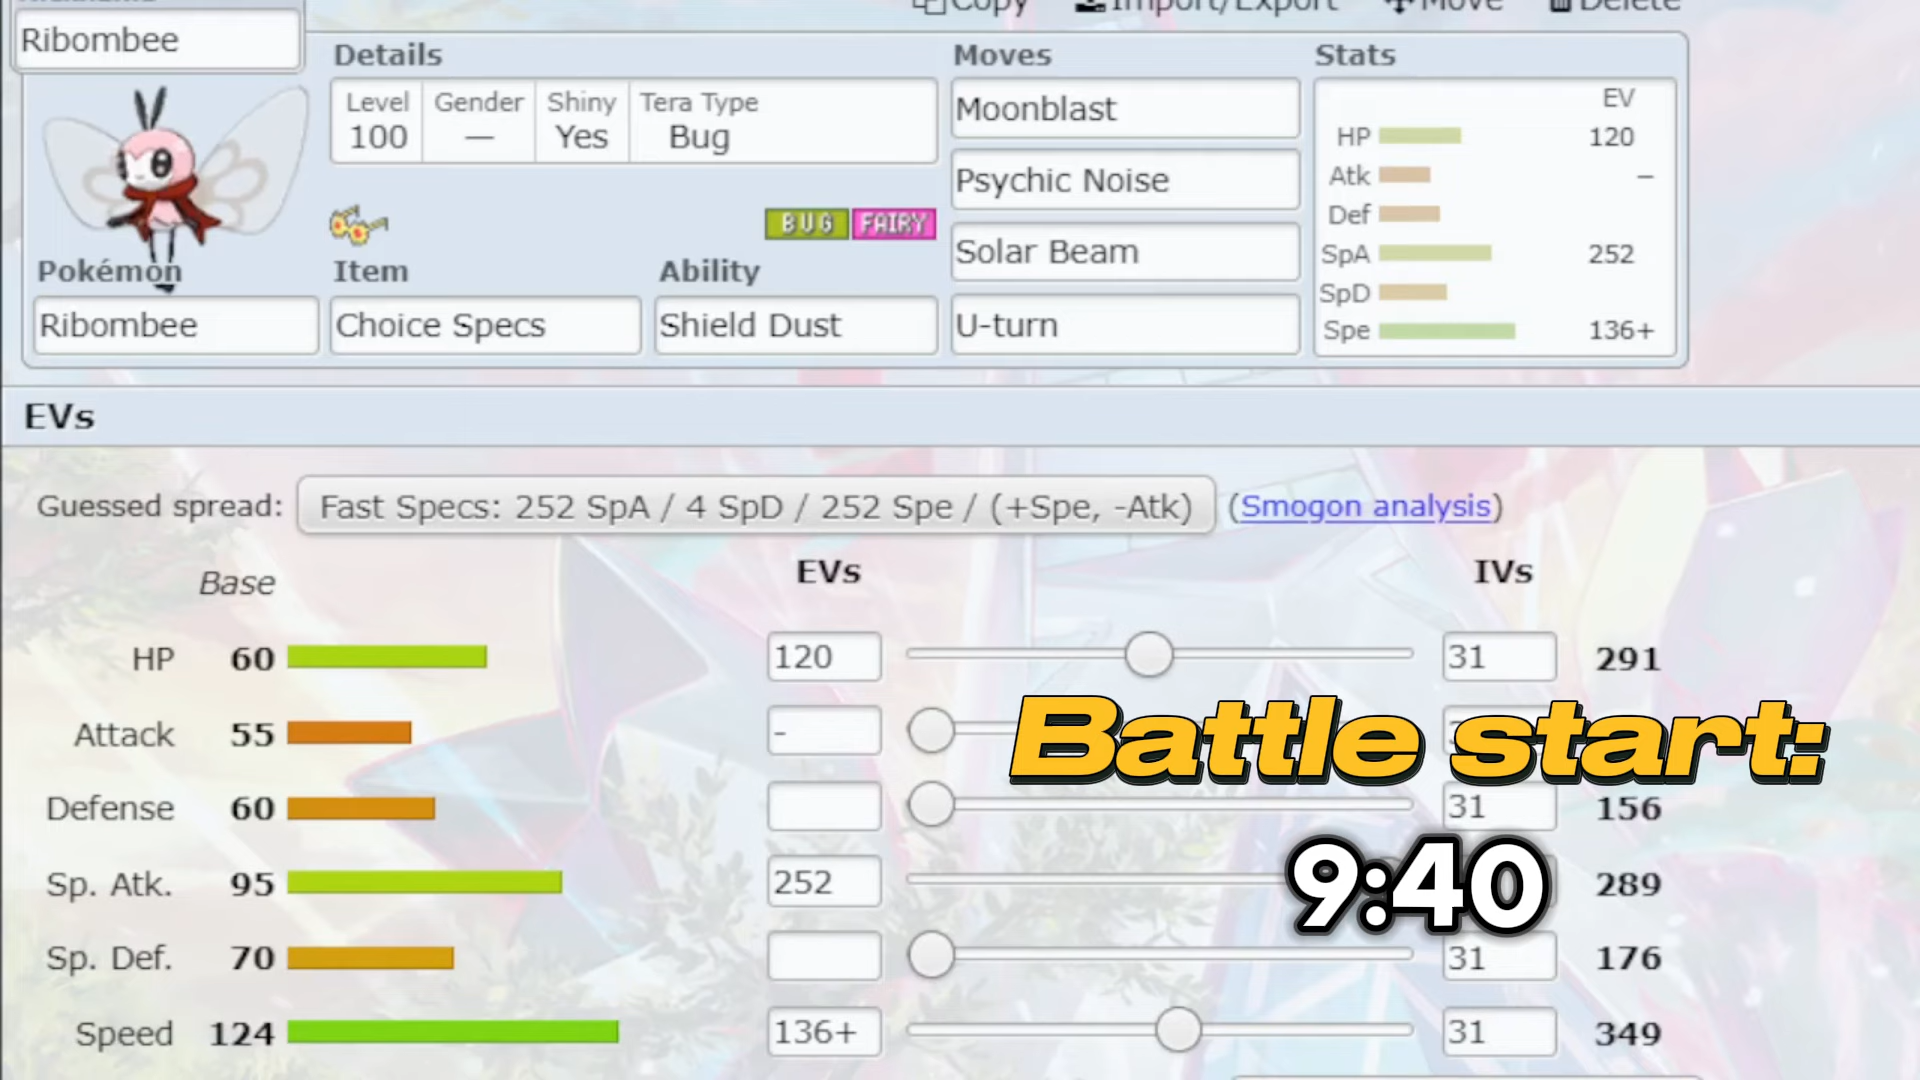 Copy Import/Export Move Delete
Ribombee
Details Moves Stats
Level Gender Shiny Tera Type
100 — Yes Bug
Moonblast
Psychic Noise
Solar Beam
U-turn
EV
HP 120
Atk –
Def
SpA 252
SpD
Spe 136+
BUG FAIRY
Pokémon Item Ability
Ribombee Choice Specs Shield Dust
EVs
Guessed spread: Fast Specs: 252 SpA / 4 SpD / 252 Spe / (+Spe, -Atk) (Smogon analysis)
Base EVs IVs
HP 60 120 31 291
Attack 55 -
Battle start:
Defense 60 31 156
9:40
Sp. Atk. 95 252 289
Sp. Def. 70 31 176
Speed 124 136+ 31 349